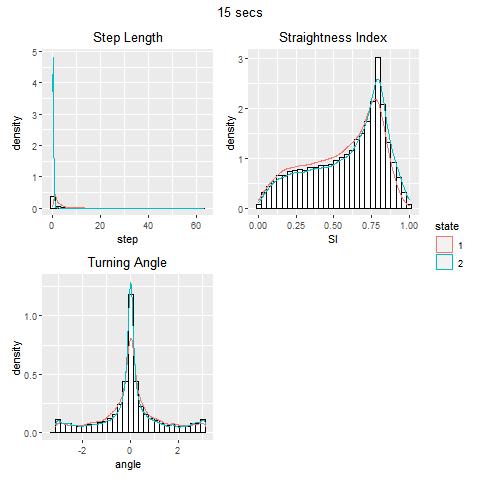 15 secs
Step Length
density
5
4
3
2
1
0
0 20 40 60
step
Straightness Index
density
3
2
1
0
0.00 0.25 0.50 0.75 1.00
SI
state
1
2
Turning Angle
density
1.0
0.5
0.0
-2 0 2
angle